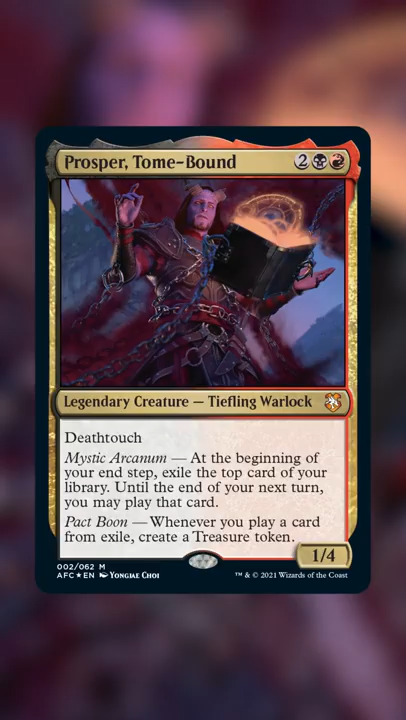 Prosper, Tome-Bound 2
Legendary Creature — Tiefling Warlock
Deathtouch
Mystic Arcanum — At the beginning of
your end step, exile the top card of your
library. Until the end of your next turn,
you may play that card.
Pact Boon — Whenever you play a card
from exile, create a Treasure token.
1/4
002/062 M
AFC ★ EN Yongjae Choi
™ & © 2021 Wizards of the Coast